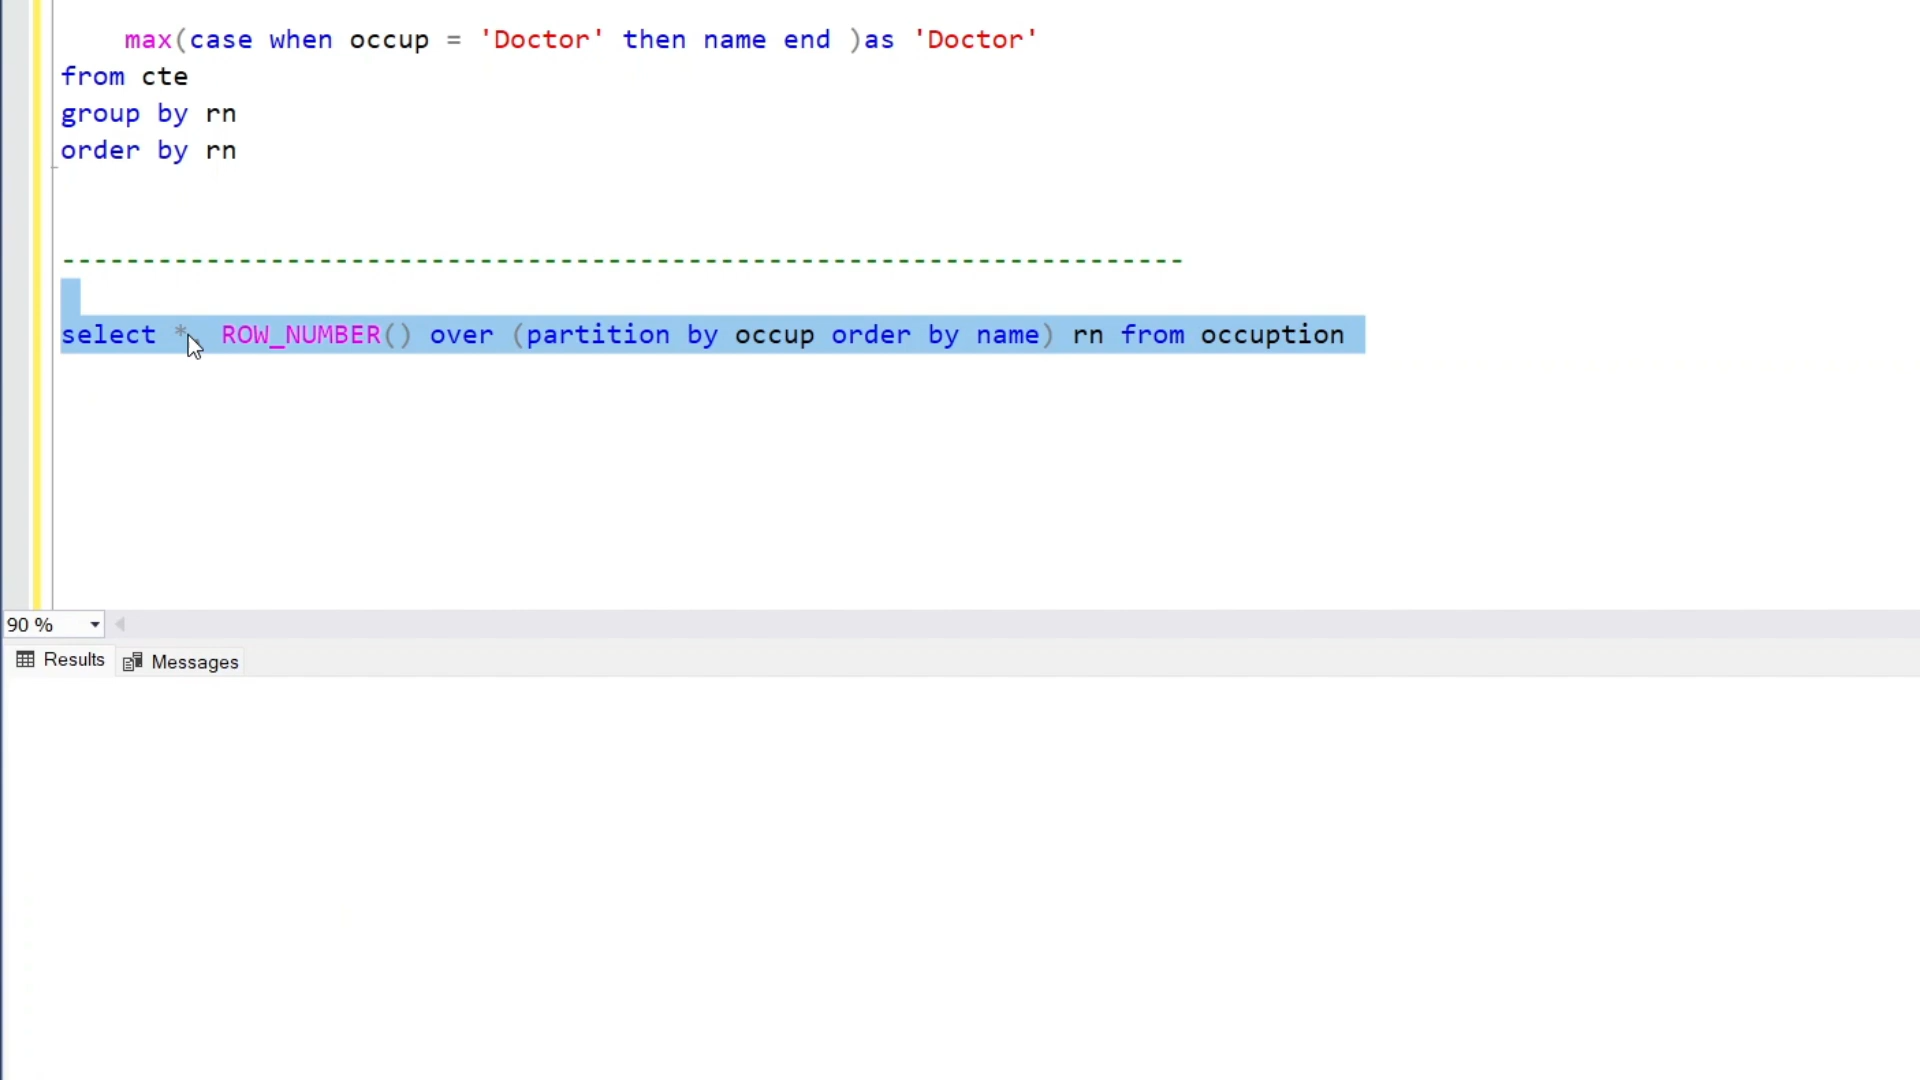 max(case when occup = 'Doctor' then name end )as 'Doctor'
from cte
group by rn
order by rn
----------------------------------------------------------------------
select *, ROW_NUMBER() over (partition by occup order by name) rn from occuption
90 %
Results Messages